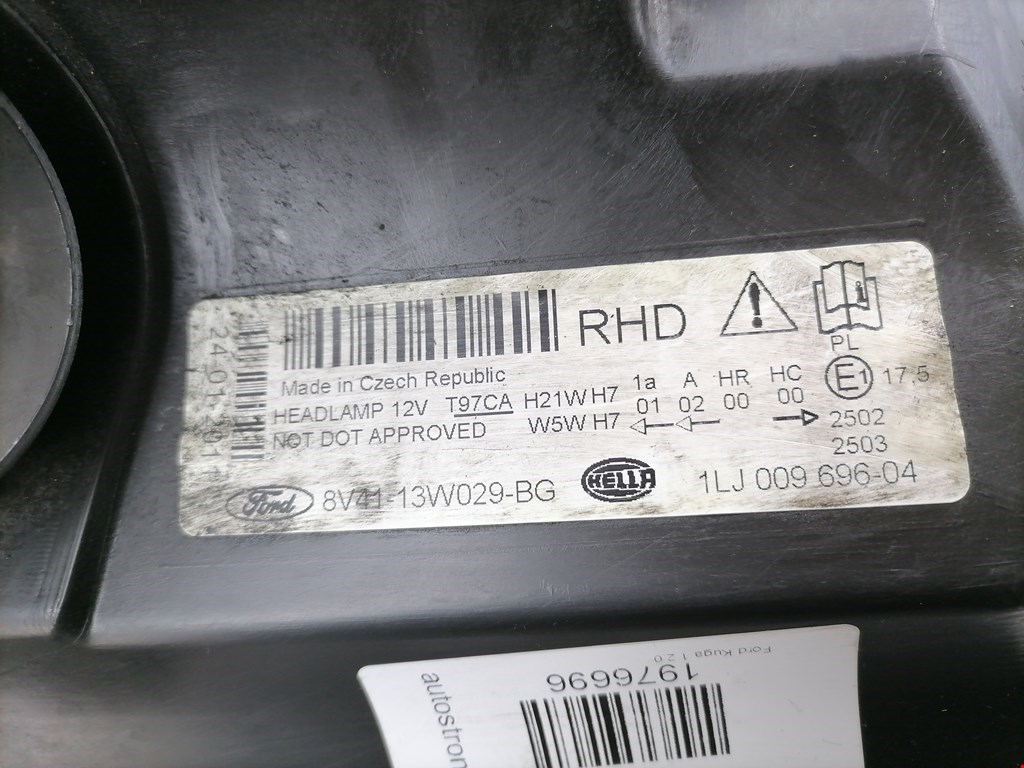 RHD
PL
Made in Czech Republic
HEADLAMP 12V T97CA H21W H7 1a A HR HC E1 17,5
NOT DOT APPROVED W5W H7 01 02 00 00 2502
2503
Ford 8V41-13W029-BG HELLA 1LJ 009 696-04
1976696
autostron
Ford Kuga 1 2.0